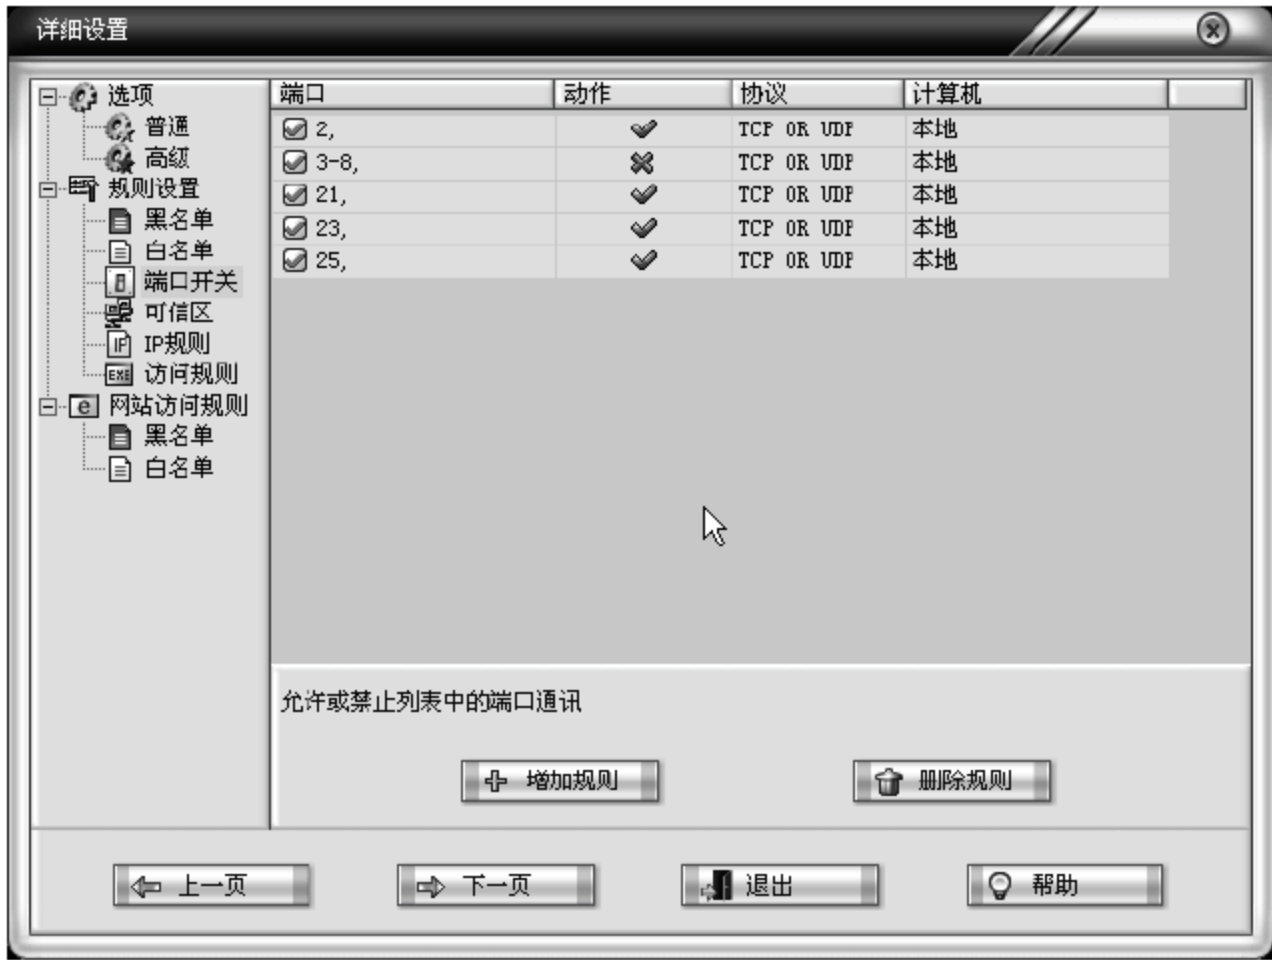 详细设置
选项
普通
高级
规则设置
黑名单
白名单
端口开关
可信区
IP规则
访问规则
网站访问规则
黑名单
白名单
端口 动作 协议 计算机
2, TCP OR UDP 本地
3-8, TCP OR UDP 本地
21, TCP OR UDP 本地
23, TCP OR UDP 本地
25, TCP OR UDP 本地
允许或禁止列表中的端口通讯
增加规则 删除规则
上一页 下一页 退出 帮助